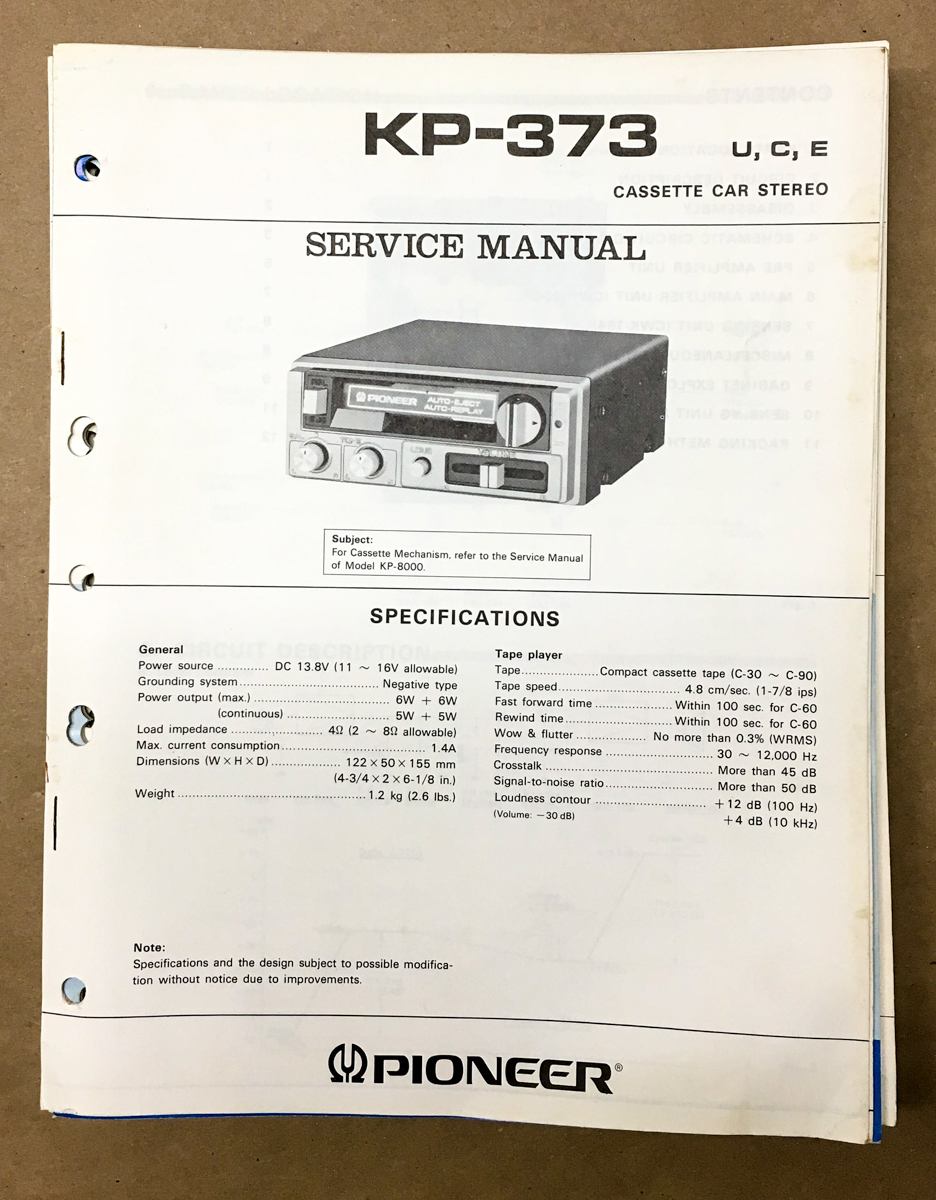 KP-373 U, C, E
CASSETTE CAR STEREO
SERVICE MANUAL
PIONEER AUTO-EJECT
AUTO-REPLAY
Subject:
For Cassette Mechanism, refer to the Service Manual
of Model KP-8000.
SPECIFICATIONS
General
Power source .............. DC 13.8V (11 ~ 16V allowable)
Grounding system...................................... Negative type
Power output (max.) ..................................... 6W + 6W
(continuous) .................................... 5W + 5W
Load impedance ......................... 4Ω (2 ~ 8Ω allowable)
Max. current consumption....................................... 1.4A
Dimensions (W×H×D) ................... 122×50×155 mm
(4-3/4×2×6-1/8 in.)
Weight .................................................... 1.2 kg (2.6 lbs.)
Tape player
Tape.....................Compact cassette tape (C-30 ~ C-90)
Tape speed................................. 4.8 cm/sec. (1-7/8 ips)
Fast forward time ...................... Within 100 sec. for C-60
Rewind time.............................. Within 100 sec. for C-60
Wow & flutter ................... No more than 0.3% (WRMS)
Frequency response .............................. 30 ~ 12,000 Hz
Crosstalk .............................................. More than 45 dB
Signal-to-noise ratio............................. More than 50 dB
Loudness contour .............................. +12 dB (100 Hz)
(Volume: −30 dB) +4 dB (10 kHz)
Note:
Specifications and the design subject to possible modifica-
tion without notice due to improvements.
PIONEER®